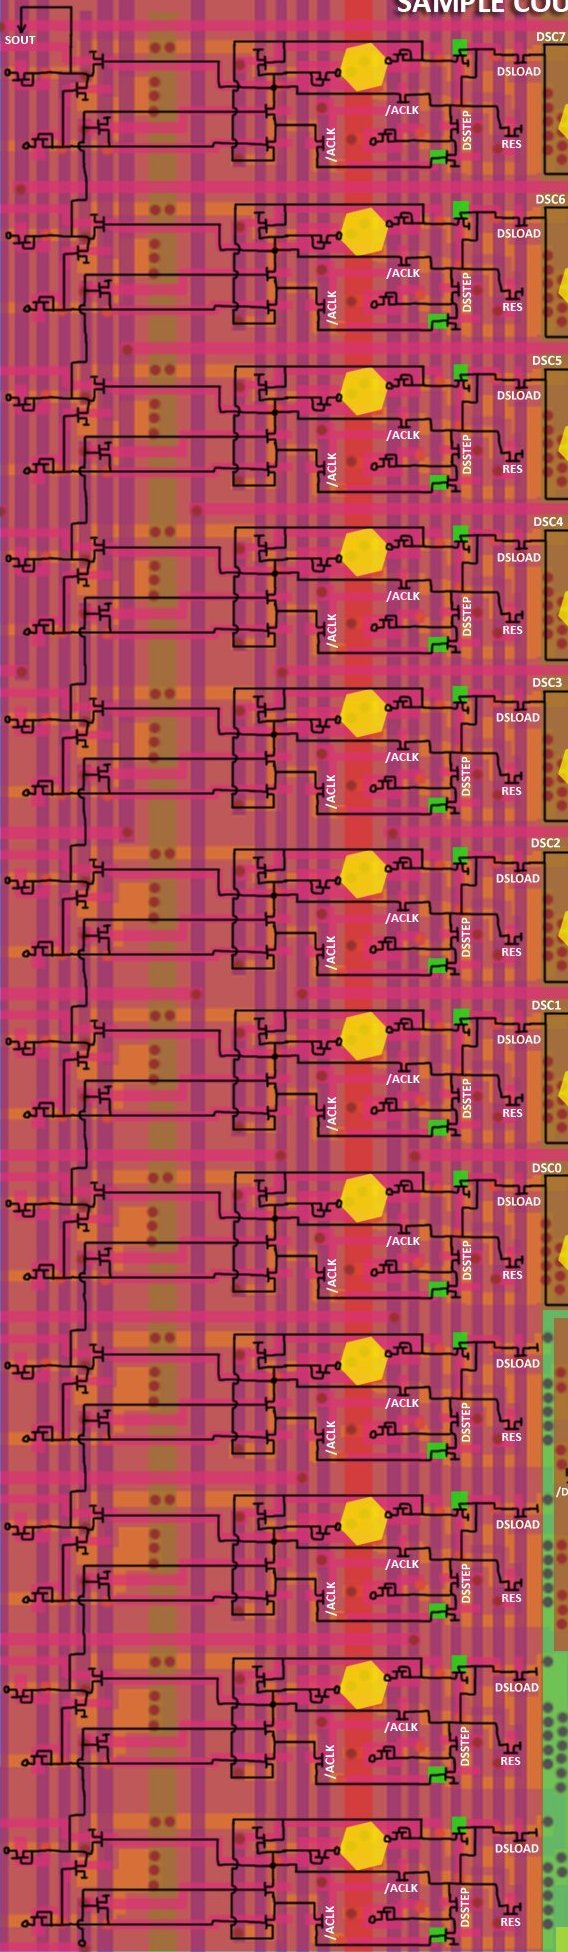 SAMPLE COU
SOUT
DSC7
DSLOAD
/ACLK
DSSTEP
/ACLK
RES
DSC6
DSLOAD
/ACLK
DSSTEP
/ACLK
RES
DSC5
DSLOAD
/ACLK
DSSTEP
/ACLK
RES
DSC4
DSLOAD
/ACLK
DSSTEP
/ACLK
RES
DSC3
DSLOAD
/ACLK
DSSTEP
/ACLK
RES
DSC2
DSLOAD
/ACLK
DSSTEP
/ACLK
RES
DSC1
DSLOAD
/ACLK
DSSTEP
/ACLK
RES
DSC0
DSLOAD
/ACLK
DSSTEP
/ACLK
RES
DSLOAD
/ACLK
DSSTEP
/ACLK
RES
/D
DSLOAD
/ACLK
DSSTEP
/ACLK
RES
DSLOAD
/ACLK
DSSTEP
/ACLK
RES
DSLOAD
/ACLK
DSSTEP
/ACLK
RES